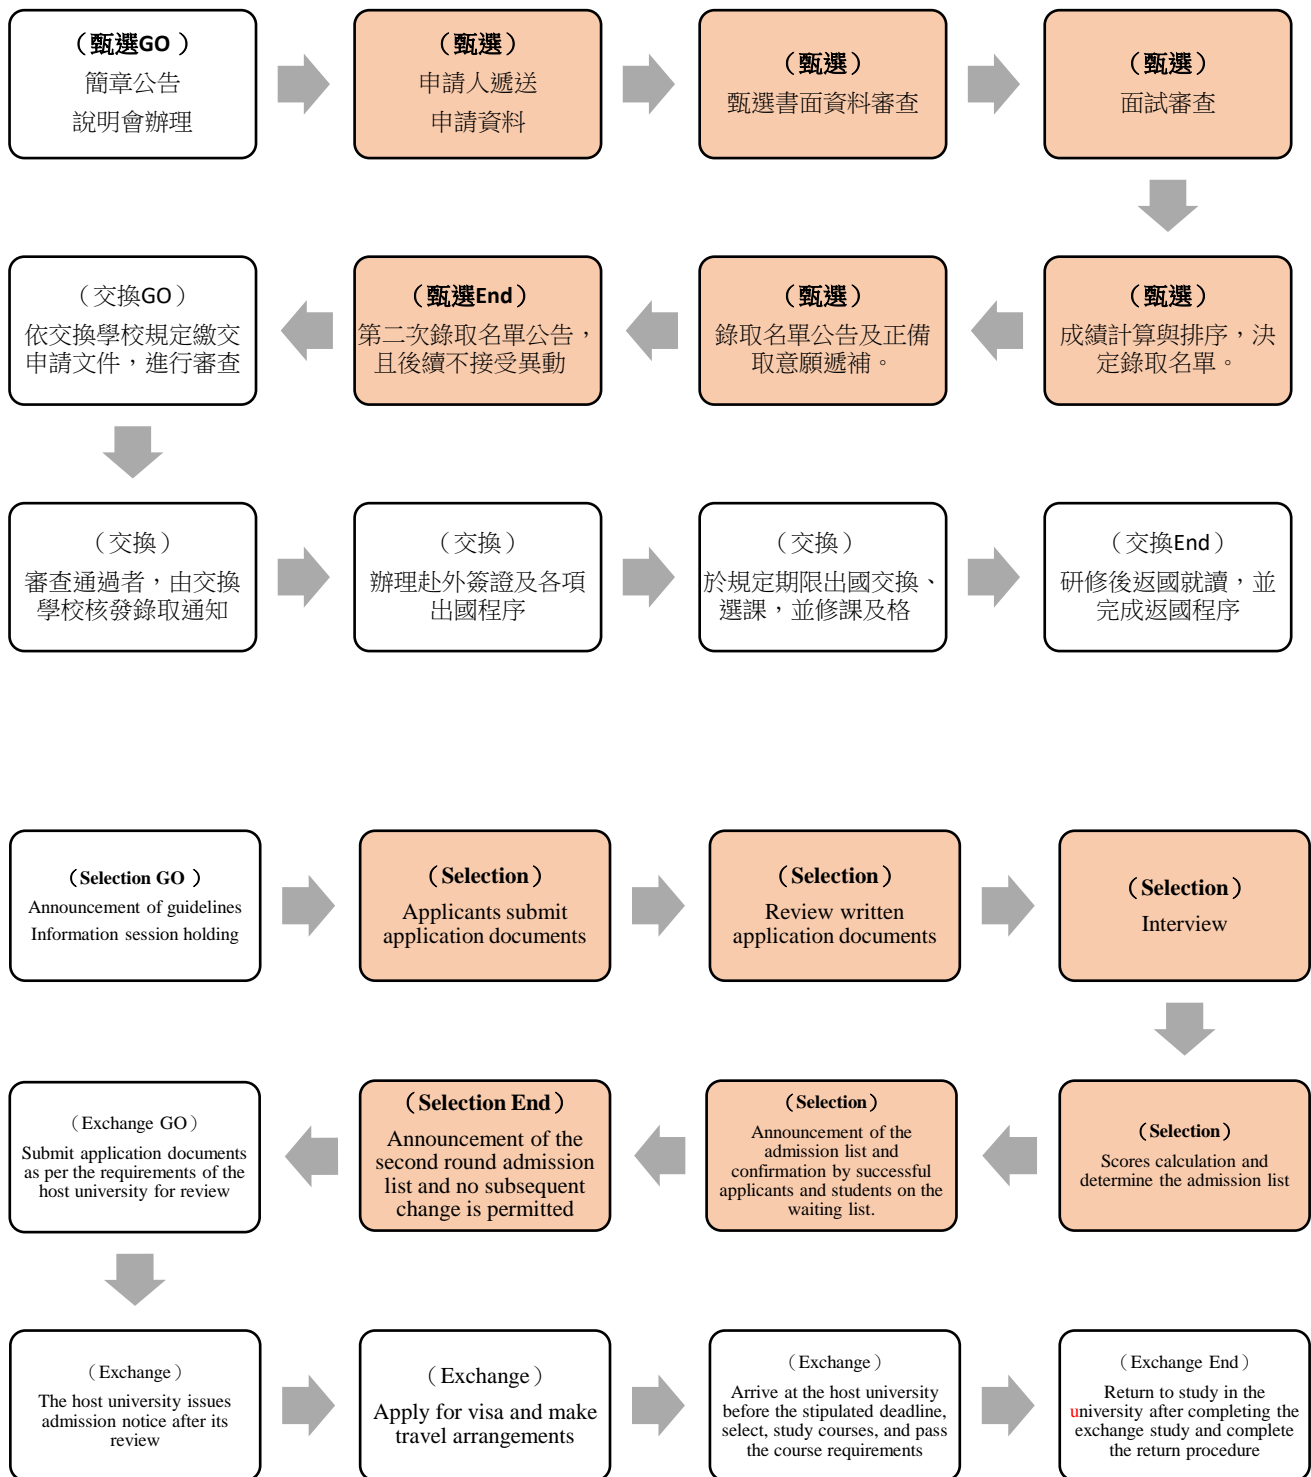 （甄選GO ）
簡章公告
說明會辦理
（甄選）
申請人遞送
申請資料
（甄選）
甄選書面資料審查
（甄選）
面試審查
（甄選）
成績計算與排序，決
定錄取名單。
（甄選）
錄取名單公告及正備
取意願遞補。
（甄選End）
第二次錄取名單公告，
且後續不接受異動
（交換GO）
依交換學校規定繳交
申請文件，進行審查
（交換）
審查通過者，由交換
學校核發錄取通知
（交換）
辦理赴外簽證及各項
出國程序
（交換）
於規定期限出國交換、
選課，並修課及格
（交換End）
研修後返國就讀，並
完成返國程序
（Selection GO ）
Announcement of guidelines
Information session holding
（Selection）
Applicants submit
application documents
（Selection）
Review written
application documents
（Selection）
Interview
（Selection）
Scores calculation and
determine the admission list
（Selection）
Announcement of the
admission list and
confirmation by successful
applicants and students on the
waiting list.
（Selection End）
Announcement of the
second round admission
list and no subsequent
change is permitted
（Exchange GO）
Submit application documents
as per the requirements of the
host university for review
（Exchange）
The host university issues
admission notice after its
review
（Exchange）
Apply for visa and make
travel arrangements
（Exchange）
Arrive at the host university
before the stipulated deadline,
select, study courses, and pass
the course requirements
（Exchange End）
Return to study in the
university after completing the
exchange study and complete
the return procedure